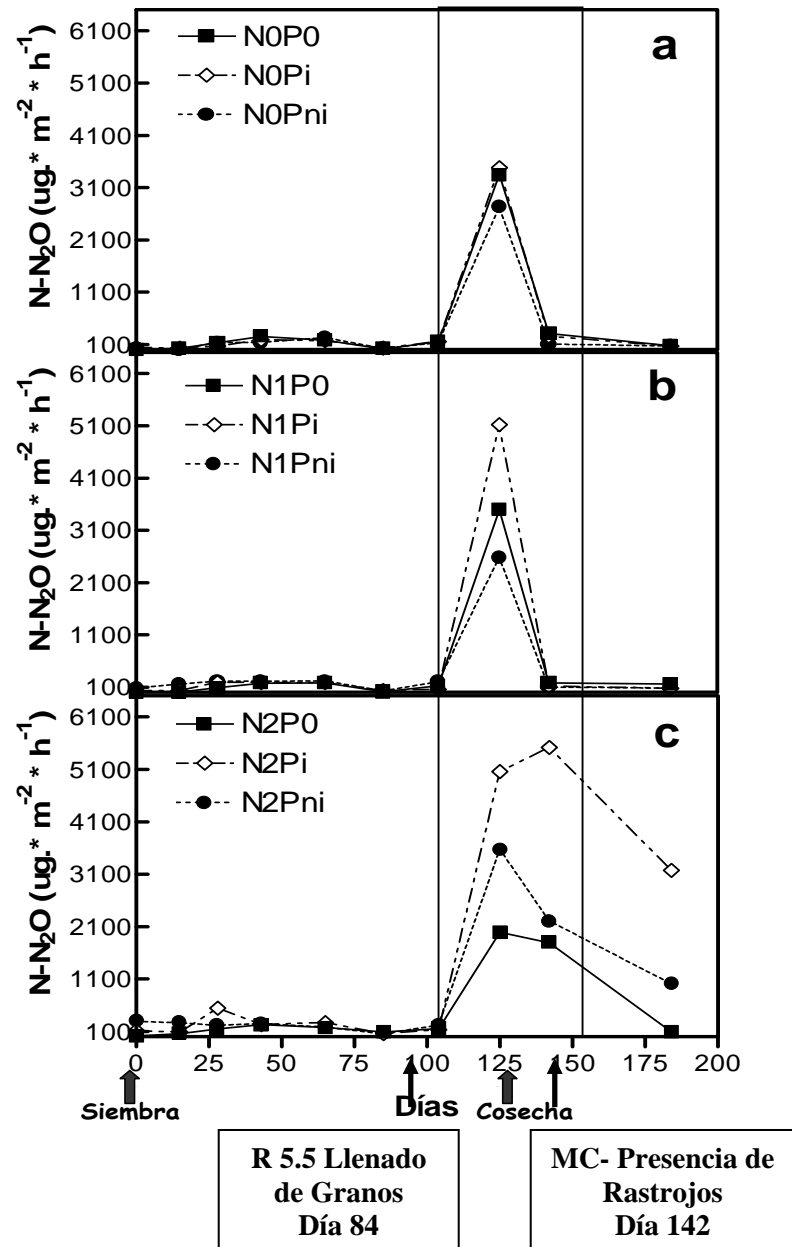 a
N0P0
N0Pi
N0Pni
6100
5100
4100
3100
2100
1100
100
N-N₂O (ug.* m⁻² * h⁻¹)
b
N1P0
N1Pi
N1Pni
6100
5100
4100
3100
2100
1100
100
N-N₂O (ug.* m⁻² * h⁻¹)
c
N2P0
N2Pi
N2Pni
6100
5100
4100
3100
2100
1100
100
N-N₂O (ug.* m⁻² * h⁻¹)
0 25 50 75 100 125 150 175 200
Siembra Días Cosecha
R 5.5 Llenado
de Granos
Día 84
MC- Presencia de
Rastrojos
Día 142